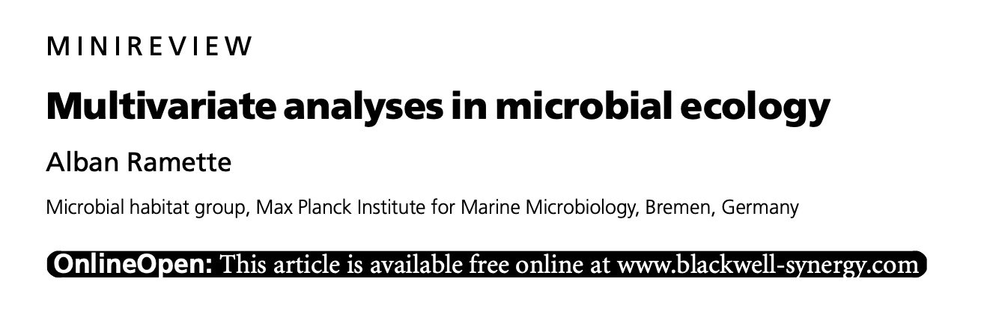 MINIREVIEW
Multivariate analyses in microbial ecology
Alban Ramette
Microbial habitat group, Max Planck Institute for Marine Microbiology, Bremen, Germany
OnlineOpen: This article is available free online at www.blackwell-synergy.com